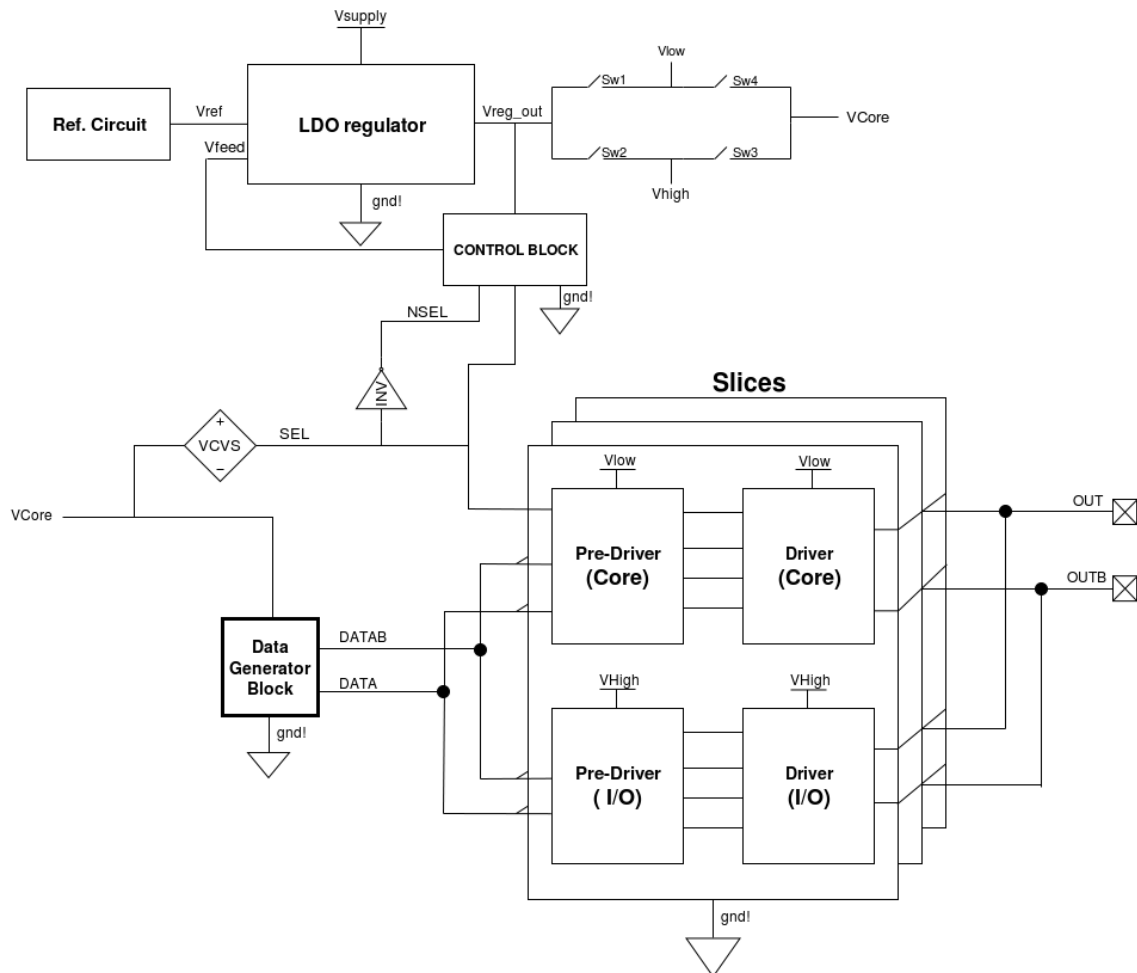 Vsupply
Vlow
Sw1
Sw4
Ref. Circuit
Vref
LDO regulator
Vreg_out
VCore
Vfeed
Sw2
Sw3
Vhigh
gnd!
CONTROL BLOCK
gnd!
NSEL
INV
Slices
+
VCVS
−
SEL
Vlow
Vlow
VCore
OUT
Pre-Driver
(Core)
Driver
(Core)
OUTB
DATAB
Data
Generator
Block
DATA
VHigh
VHigh
gnd!
Pre-Driver
( I/O)
Driver
(I/O)
gnd!